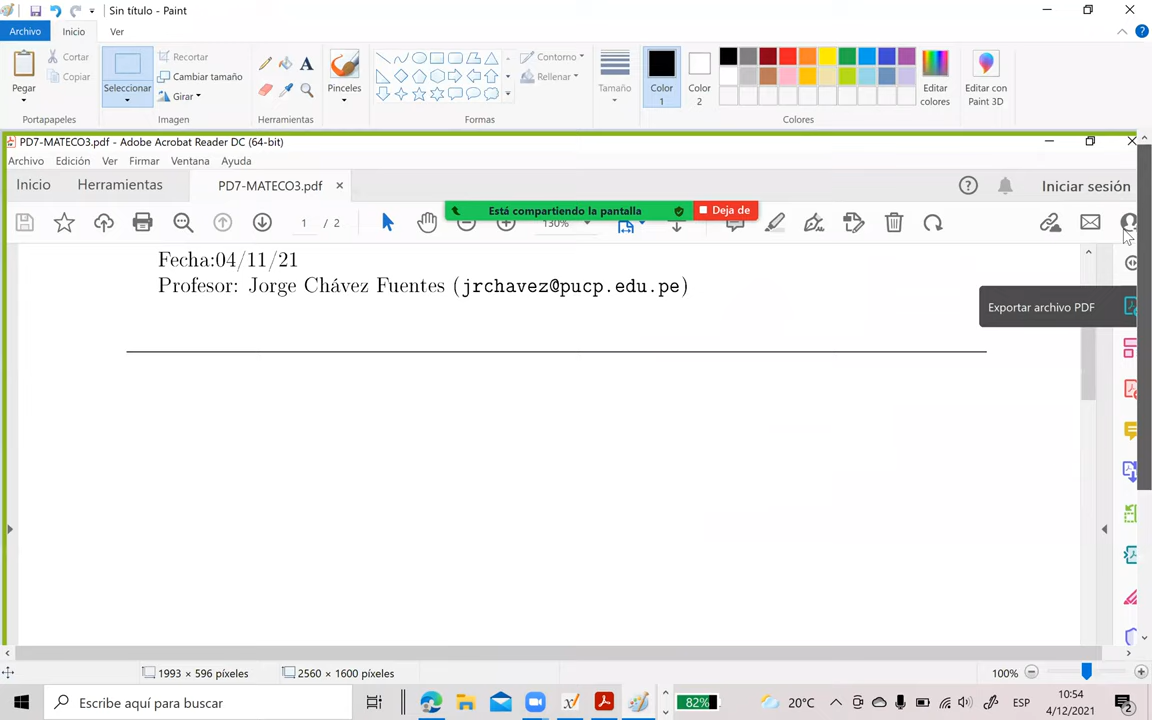 Sin título - Paint
Archivo Inicio Ver
Pegar
Cortar
Copiar
Portapapeles
Seleccionar
Recortar
Cambiar tamaño
Girar
Imagen
A
Herramientas
Pinceles
Contorno
Rellenar
Formas
Tamaño
Color
1
Color
2
Editar
colores
Colores
Editar con
Paint 3D
PD7-MATECO3.pdf - Adobe Acrobat Reader DC (64-bit)
Archivo Edición Ver Firmar Ventana Ayuda
Inicio Herramientas PD7-MATECO3.pdf Iniciar sesión
Está compartiendo la pantalla Deja de
1 / 2 130%
Fecha:04/11/21
Profesor: Jorge Chávez Fuentes (jrchavez@pucp.edu.pe)
Exportar archivo PDF
1993 × 596 píxeles 2560 × 1600 píxeles 100%
Escribe aquí para buscar 82% 20°C ESP 10:54
4/12/2021
2